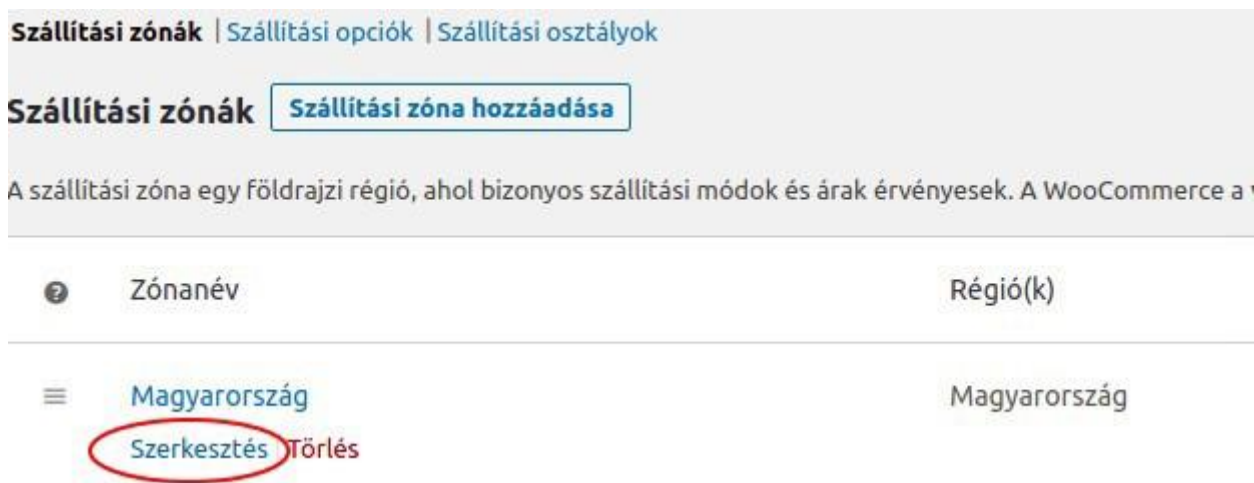 Szállítási zónák | Szállítási opciók | Szállítási osztályok
Szállítási zónák Szállítási zóna hozzáadása
A szállítási zóna egy földrajzi régió, ahol bizonyos szállítási módok és árak érvényesek. A WooCommerce a
? Zónanév Régió(k)
Magyarország Magyarország
Szerkesztés Törlés